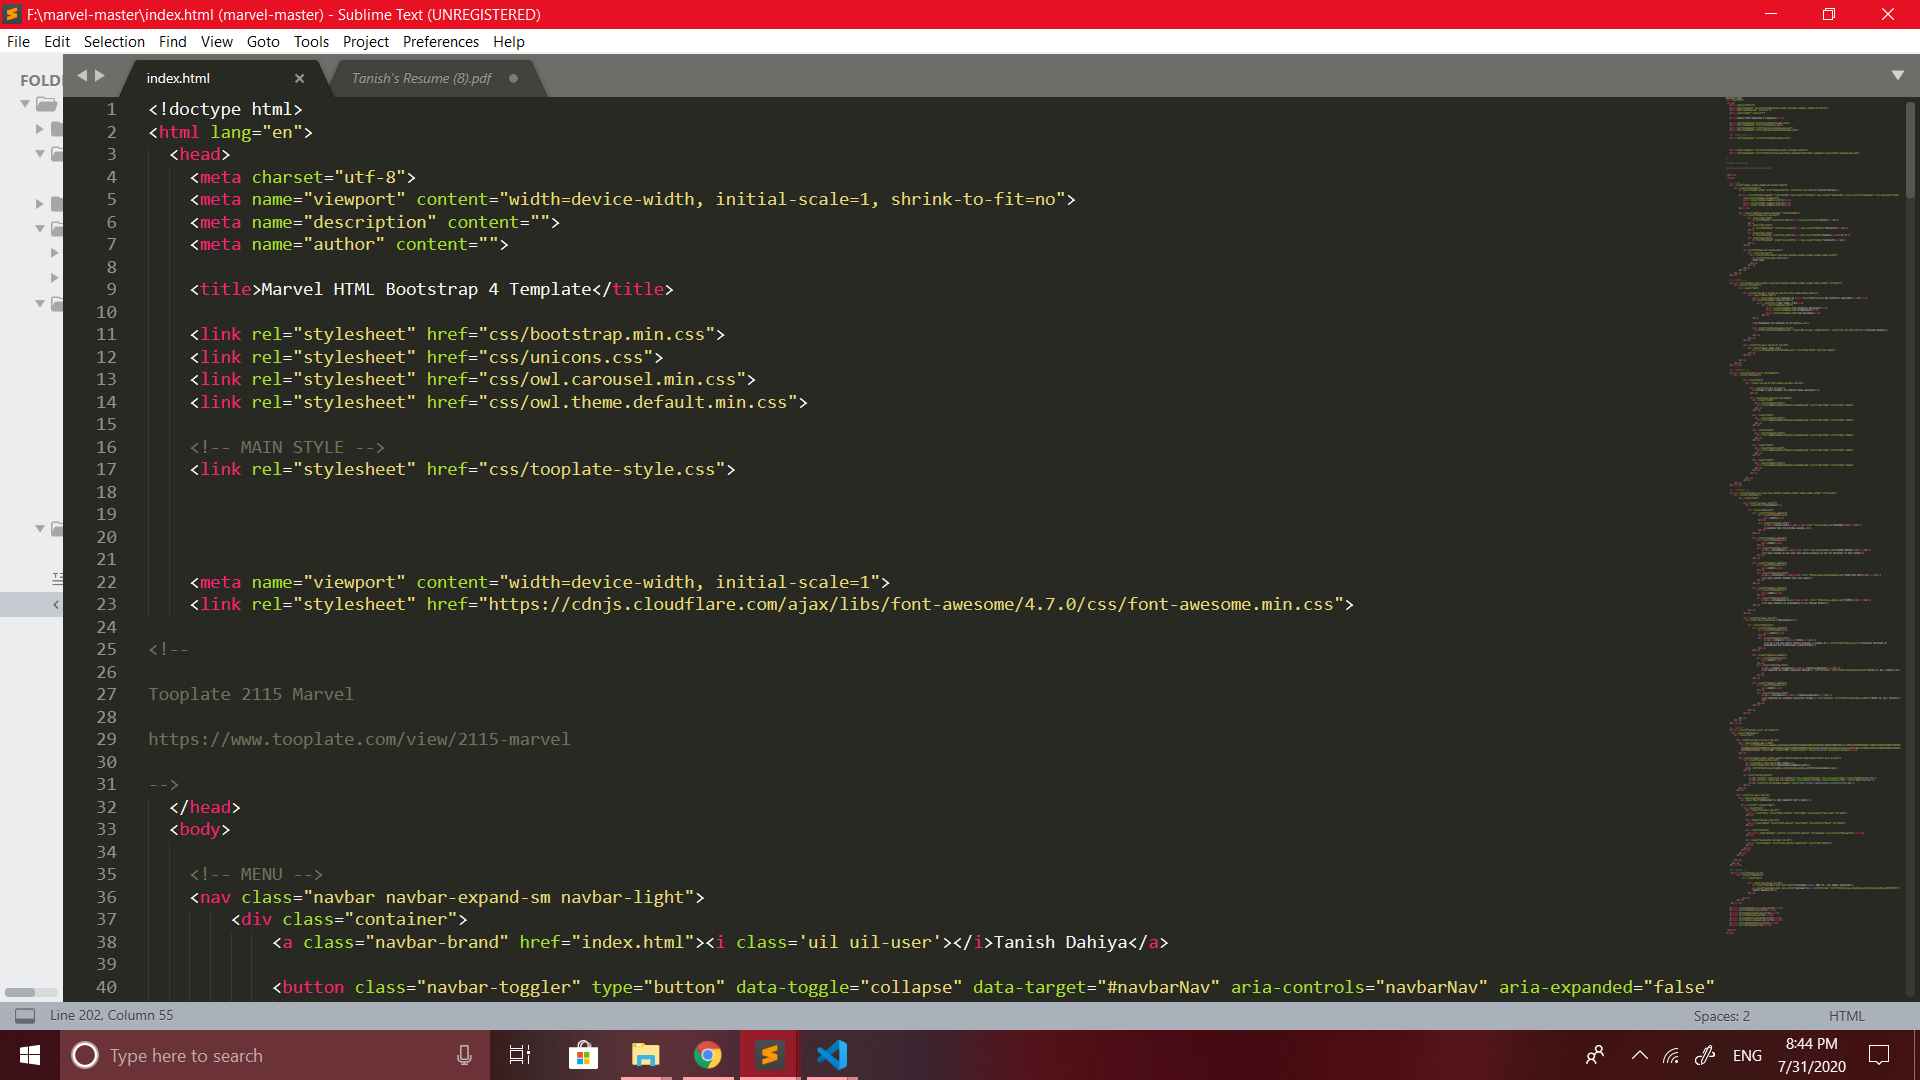 F:\marvel-master\index.html (marvel-master) - Sublime Text (UNREGISTERED)
File Edit Selection Find View Goto Tools Project Preferences Help
FOLD
index.html
Tanish's Resume (8).pdf
1 <!doctype html>
2 <html lang="en">
3 <head>
4 <meta charset="utf-8">
5 <meta name="viewport" content="width=device-width, initial-scale=1, shrink-to-fit=no">
6 <meta name="description" content="">
7 <meta name="author" content="">
8
9 <title>Marvel HTML Bootstrap 4 Template</title>
10
11 <link rel="stylesheet" href="css/bootstrap.min.css">
12 <link rel="stylesheet" href="css/unicons.css">
13 <link rel="stylesheet" href="css/owl.carousel.min.css">
14 <link rel="stylesheet" href="css/owl.theme.default.min.css">
15
16 <!-- MAIN STYLE -->
17 <link rel="stylesheet" href="css/tooplate-style.css">
18
19
20
21
22 <meta name="viewport" content="width=device-width, initial-scale=1">
23 <link rel="stylesheet" href="https://cdnjs.cloudflare.com/ajax/libs/font-awesome/4.7.0/css/font-awesome.min.css">
24
25 <!--
26
27 Tooplate 2115 Marvel
28
29 https://www.tooplate.com/view/2115-marvel
30
31 -->
32 </head>
33 <body>
34
35 <!-- MENU -->
36 <nav class="navbar navbar-expand-sm navbar-light">
37 <div class="container">
38 <a class="navbar-brand" href="index.html"><i class='uil uil-user'></i>Tanish Dahiya</a>
39
40 <button class="navbar-toggler" type="button" data-toggle="collapse" data-target="#navbarNav" aria-controls="navbarNav" aria-expanded="false"
Line 202, Column 55
Spaces: 2
HTML
Type here to search
ENG
8:44 PM
7/31/2020